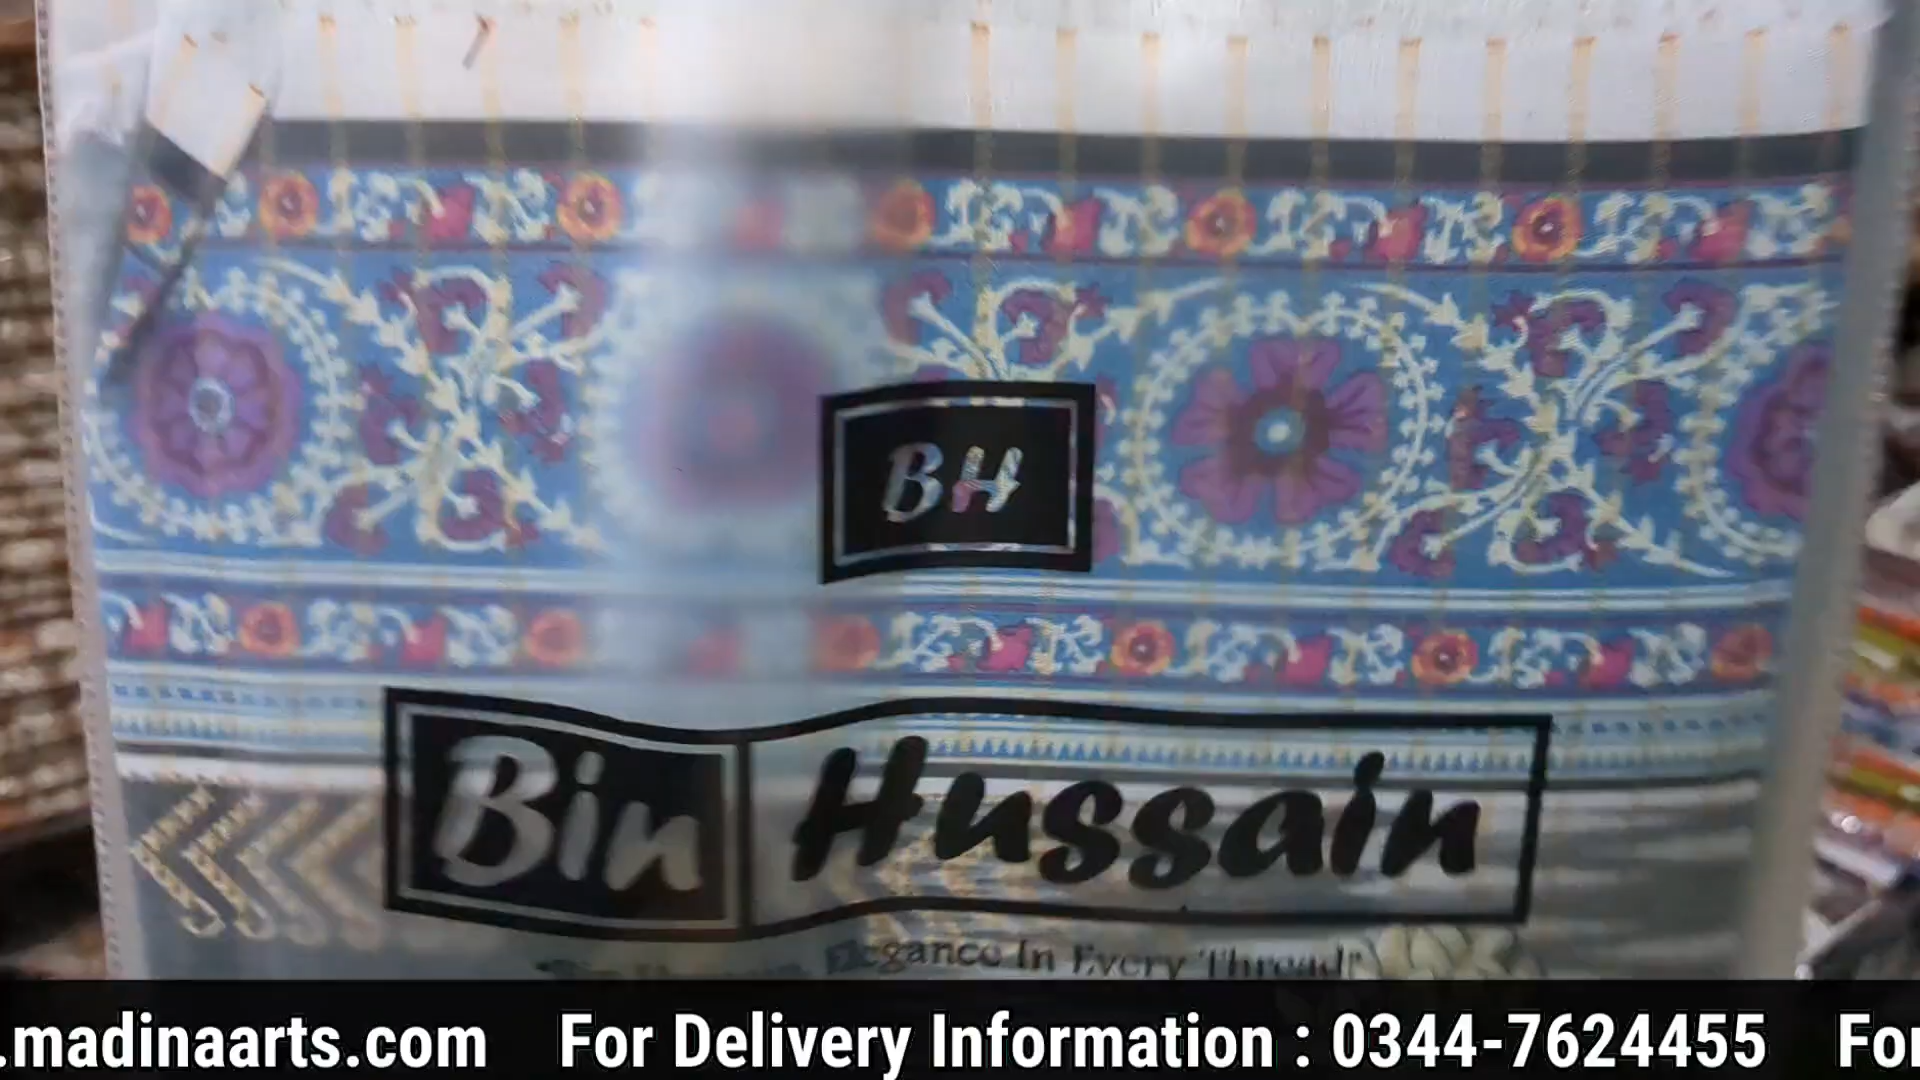 BH
Bin Hussain
Elegance In Every Thread"
.madinaarts.com For Delivery Information : 0344-7624455 For